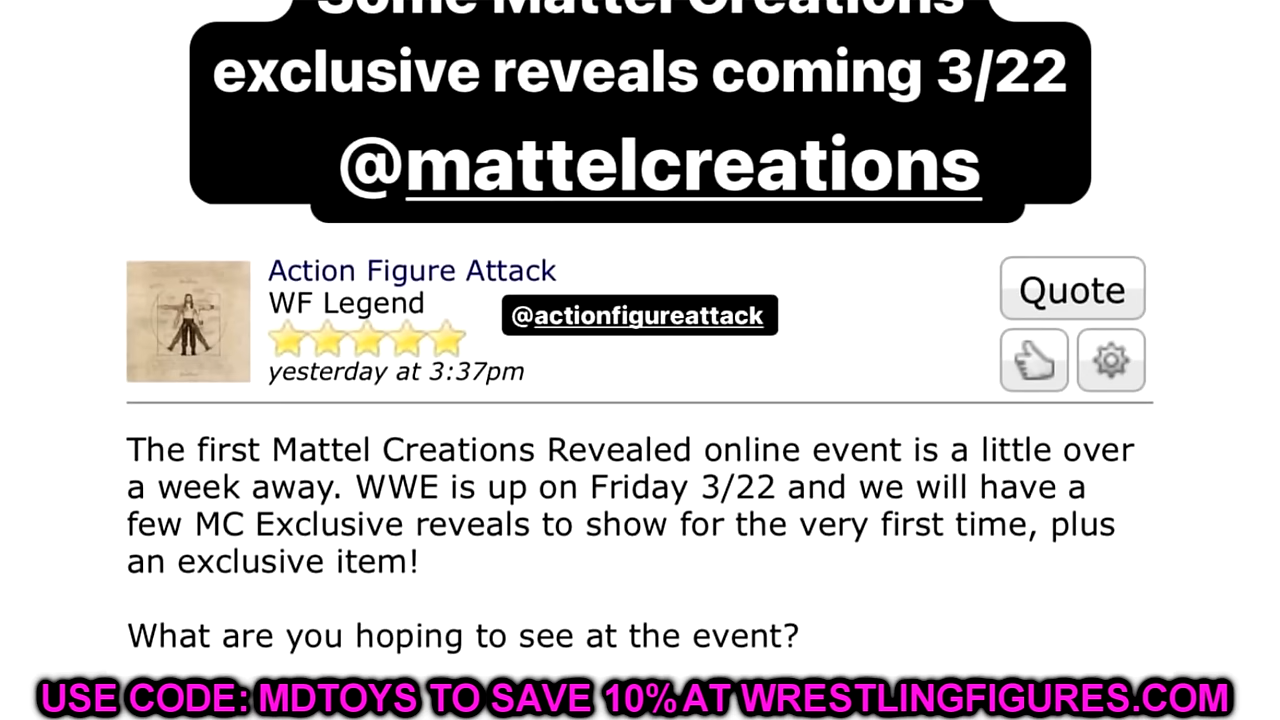 Some Mattel Creations
exclusive reveals coming 3/22
@mattelcreations
Action Figure Attack
WF Legend
@actionfigureattack
yesterday at 3:37pm
Quote
The first Mattel Creations Revealed online event is a little over
a week away. WWE is up on Friday 3/22 and we will have a
few MC Exclusive reveals to show for the very first time, plus
an exclusive item!
What are you hoping to see at the event?
USE CODE: MDTOYS TO SAVE 10% AT WRESTLINGFIGURES.COM